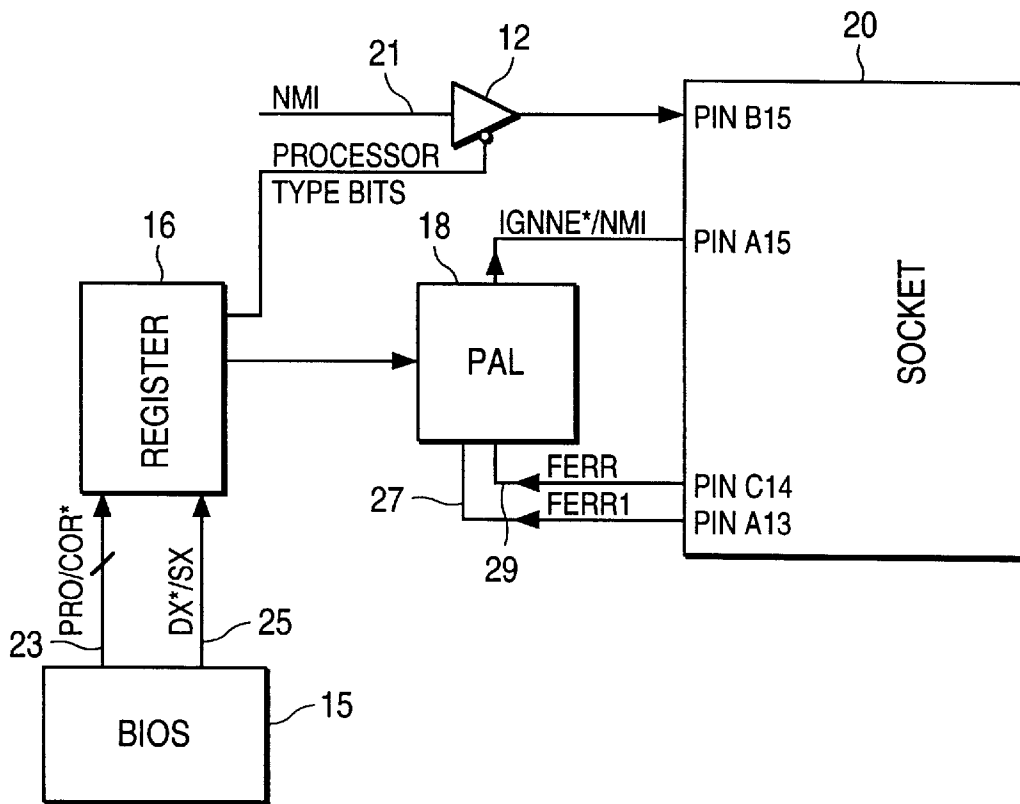 12
20
21
NMI
PIN B15
PROCESSOR
TYPE BITS
IGNNE*/NMI
PIN A15
16
18
REGISTER
PAL
SOCKET
FERR
PIN C14
27
FERR1
PIN A13
29
PRO/COR*
DX*/SX
23
25
BIOS
15